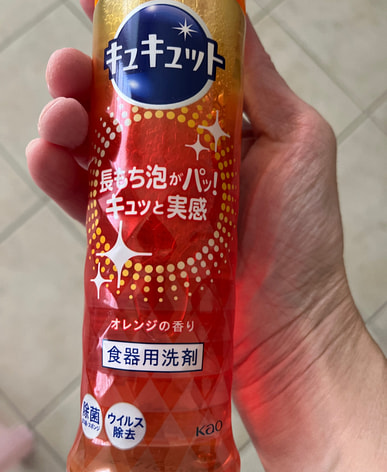 キュキュット
長もち泡がパッ!
キュッと実感
オレンジの香り
食器用洗剤
除菌
ウイルス
除去
Kao